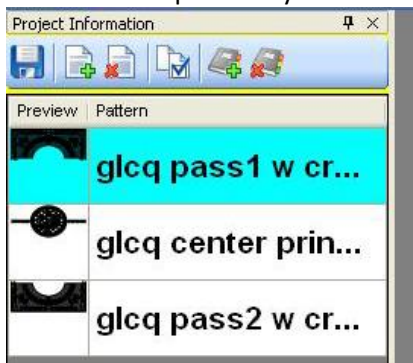 Project Information
Preview Pattern
glcq pass1 w cr...
glcq center prin...
glcq pass2 w cr...